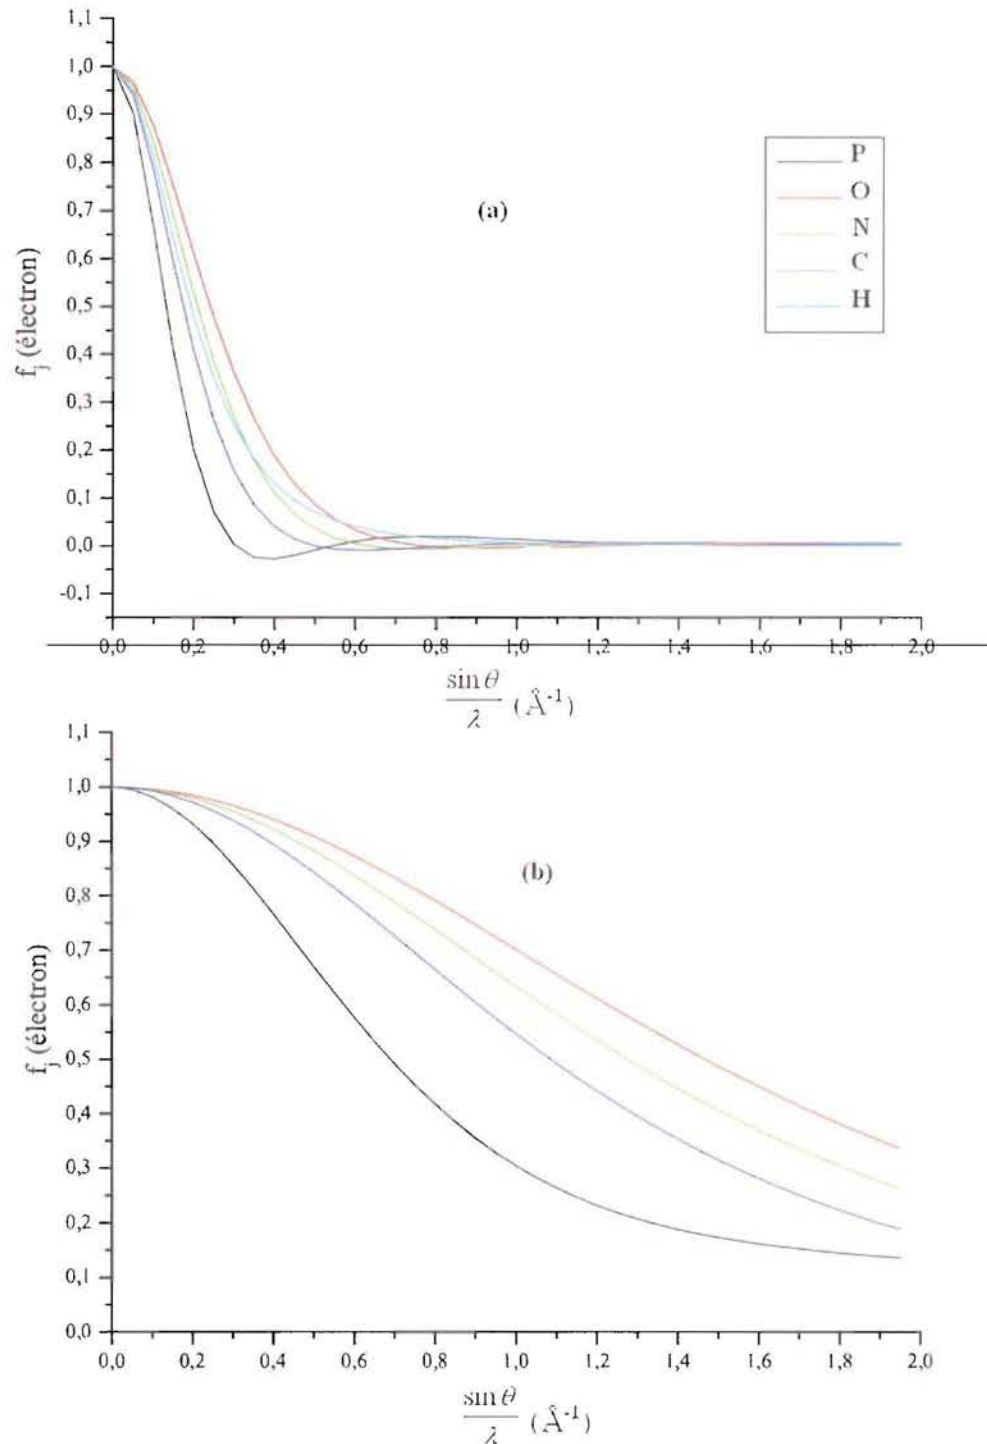 1,1
1,0
0,9
0,8
0,7
0,6
0,5
0,4
0,3
0,2
0,1
0,0
-0,1
f_j (électron)
(a)
P
O
N
C
H
0,0 0,2 0,4 0,6 0,8 1,0 1,2 1,4 1,6 1,8 2,0
sin θ
λ (Å⁻¹)
1,1
1,0
0,9
0,8
0,7
0,6
0,5
0,4
0,3
0,2
0,1
0,0
f_j (électron)
(b)
0,0 0,2 0,4 0,6 0,8 1,0 1,2 1,4 1,6 1,8 2,0
sin θ
λ (Å⁻¹)